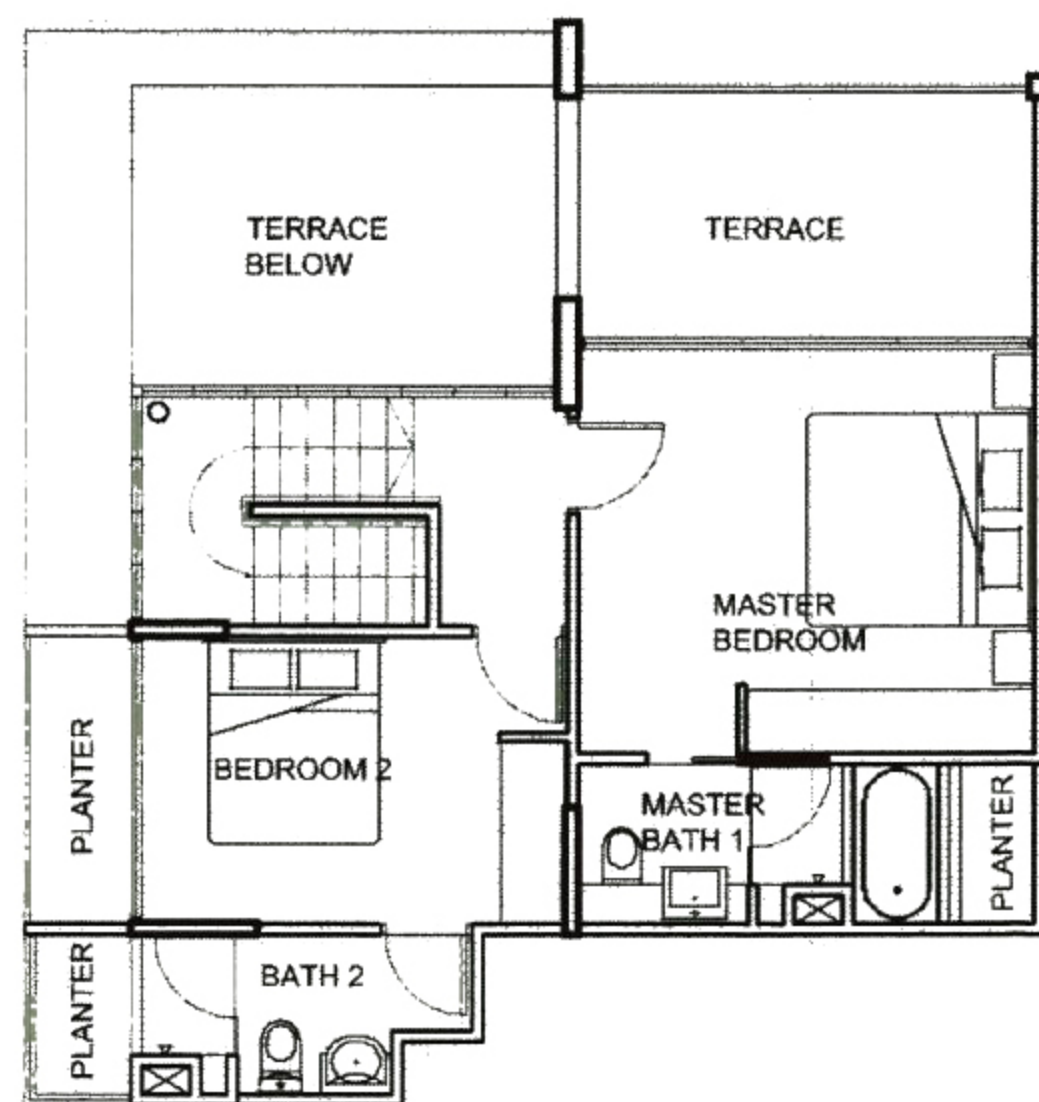 TERRACE
BELOW
TERRACE
MASTER
BEDROOM
PLANTER
BEDROOM 2
MASTER
BATH 1
PLANTER
PLANTER
BATH 2